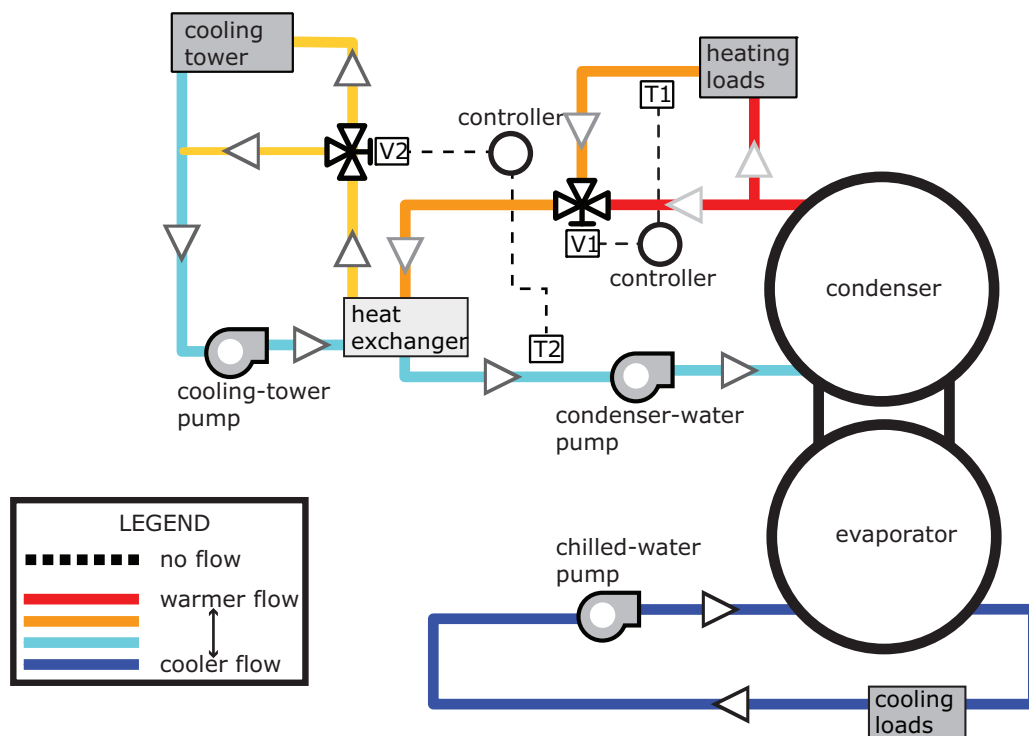 cooling
tower
heating
loads
T1
controller
V2
V1
controller
condenser
heat
exchanger
T2
cooling-tower
pump
condenser-water
pump
LEGEND
no flow
warmer flow
cooler flow
evaporator
chilled-water
pump
cooling
loads